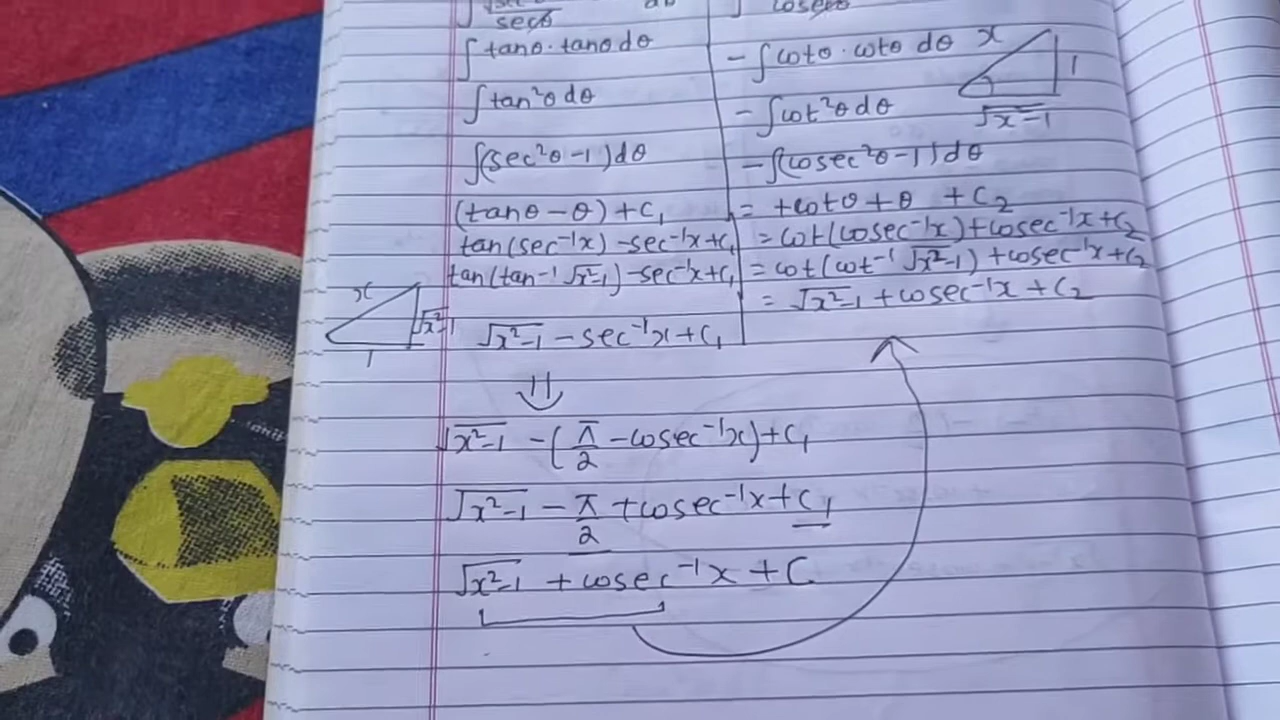 ∫ secθ dθ ∫ cosecθ
∫ tanθ · tanθ dθ
∫ tan²θ dθ
∫(sec²θ - 1) dθ
(tanθ - θ) + C₁
tan(sec⁻¹x) - sec⁻¹x + C₁
tan(tan⁻¹ √x²-1) - sec⁻¹x + C₁
x
√x²-1
1
√x²-1 - sec⁻¹x + C₁
- ∫ cotθ · cotθ dθ
x
1
√x²-1
- ∫ cot²θ dθ
- ∫(cosec²θ - 1) dθ
= + cotθ + θ + C₂
= cot(cosec⁻¹x) + cosec⁻¹x + C₂
= cot(cot⁻¹ √x²-1) + cosec⁻¹x + C₂
= √x²-1 + cosec⁻¹x + C₂
√x²-1 - (π/2 - cosec⁻¹x) + C₁
√x²-1 - π/2 + cosec⁻¹x + C₁
√x²-1 + cosec⁻¹x + C